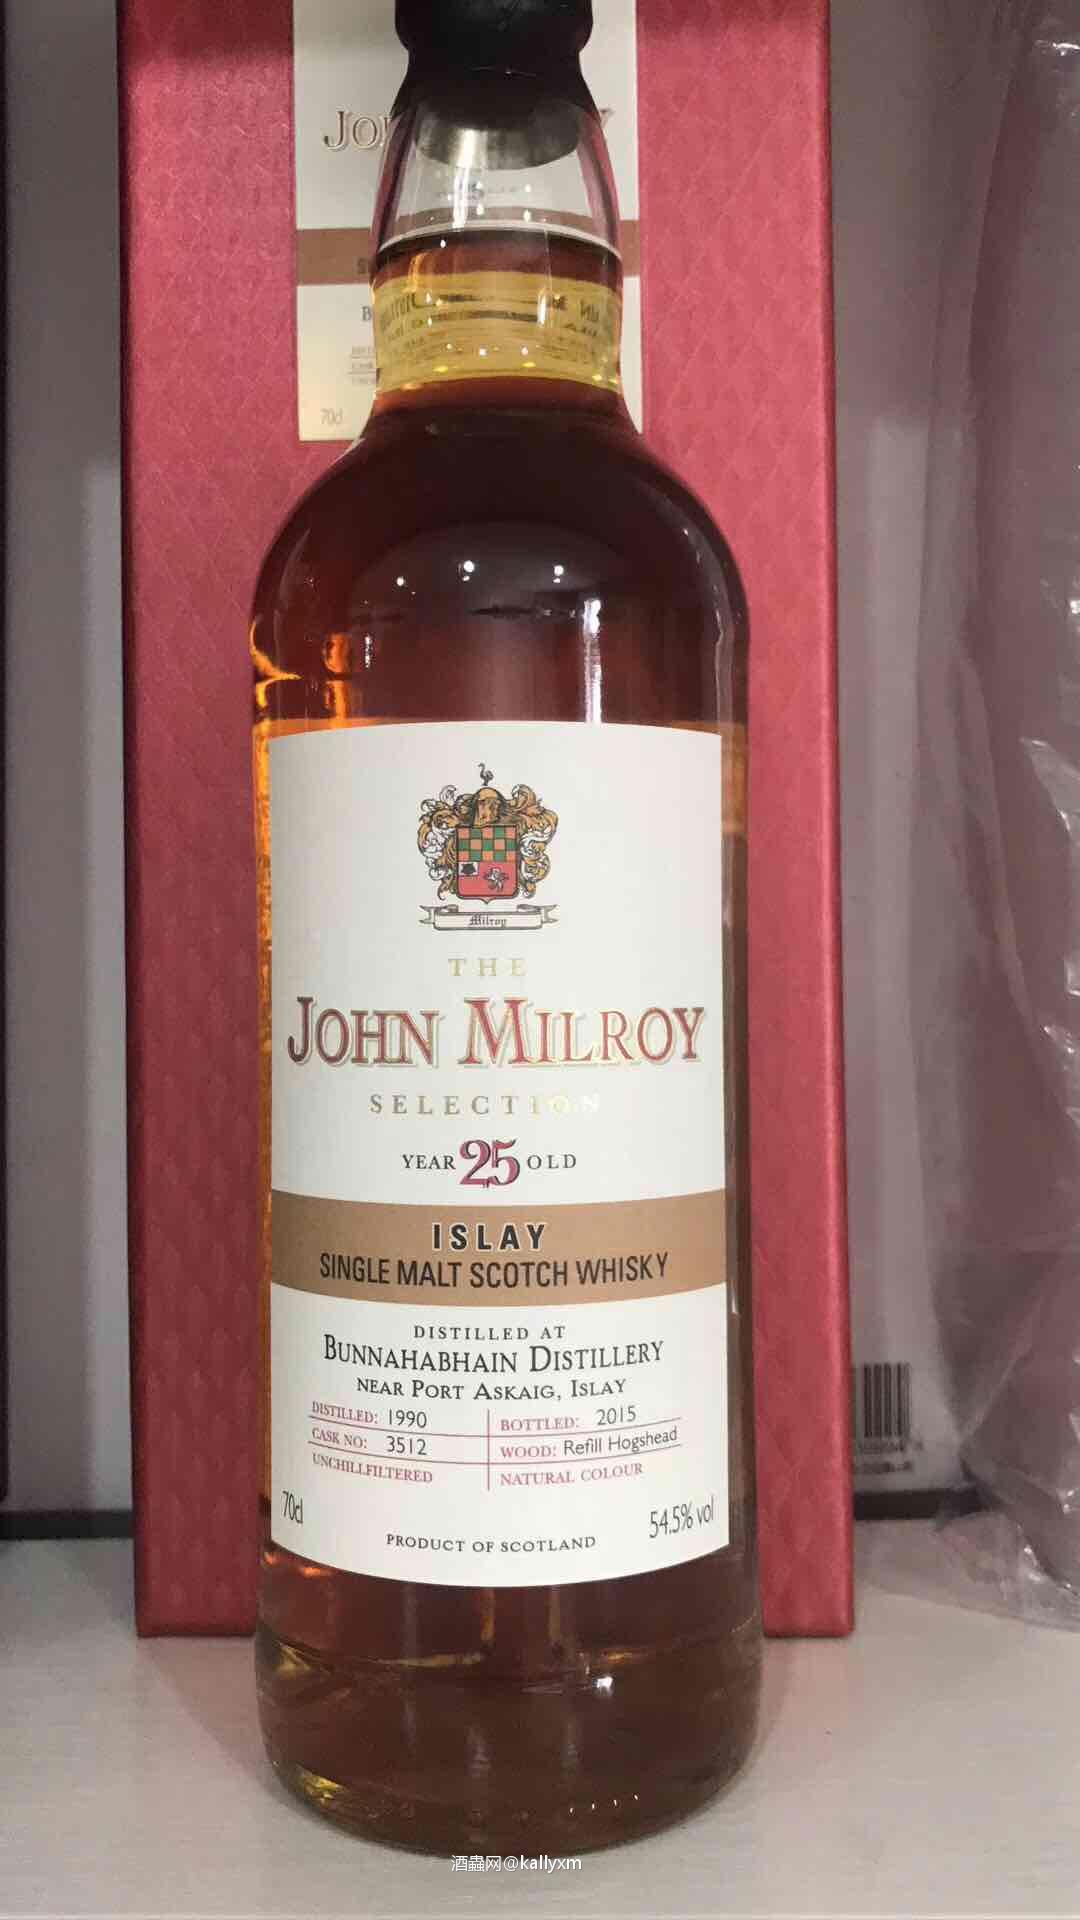 70cl
Milroy
THE
JOHN MILROY
SELECTION
YEAR 25 OLD
ISLAY
SINGLE MALT SCOTCH WHISKY
DISTILLED AT
BUNNAHABHAIN DISTILLERY
NEAR PORT ASKAIG, ISLAY
DISTILLED: 1990 BOTTLED: 2015
CASK NO: 3512 WOOD: Refill Hogshead
UNCHILLFILTERED NATURAL COLOUR
70cl 54.5% vol
PRODUCT OF SCOTLAND
酒蟲网@kallyxm